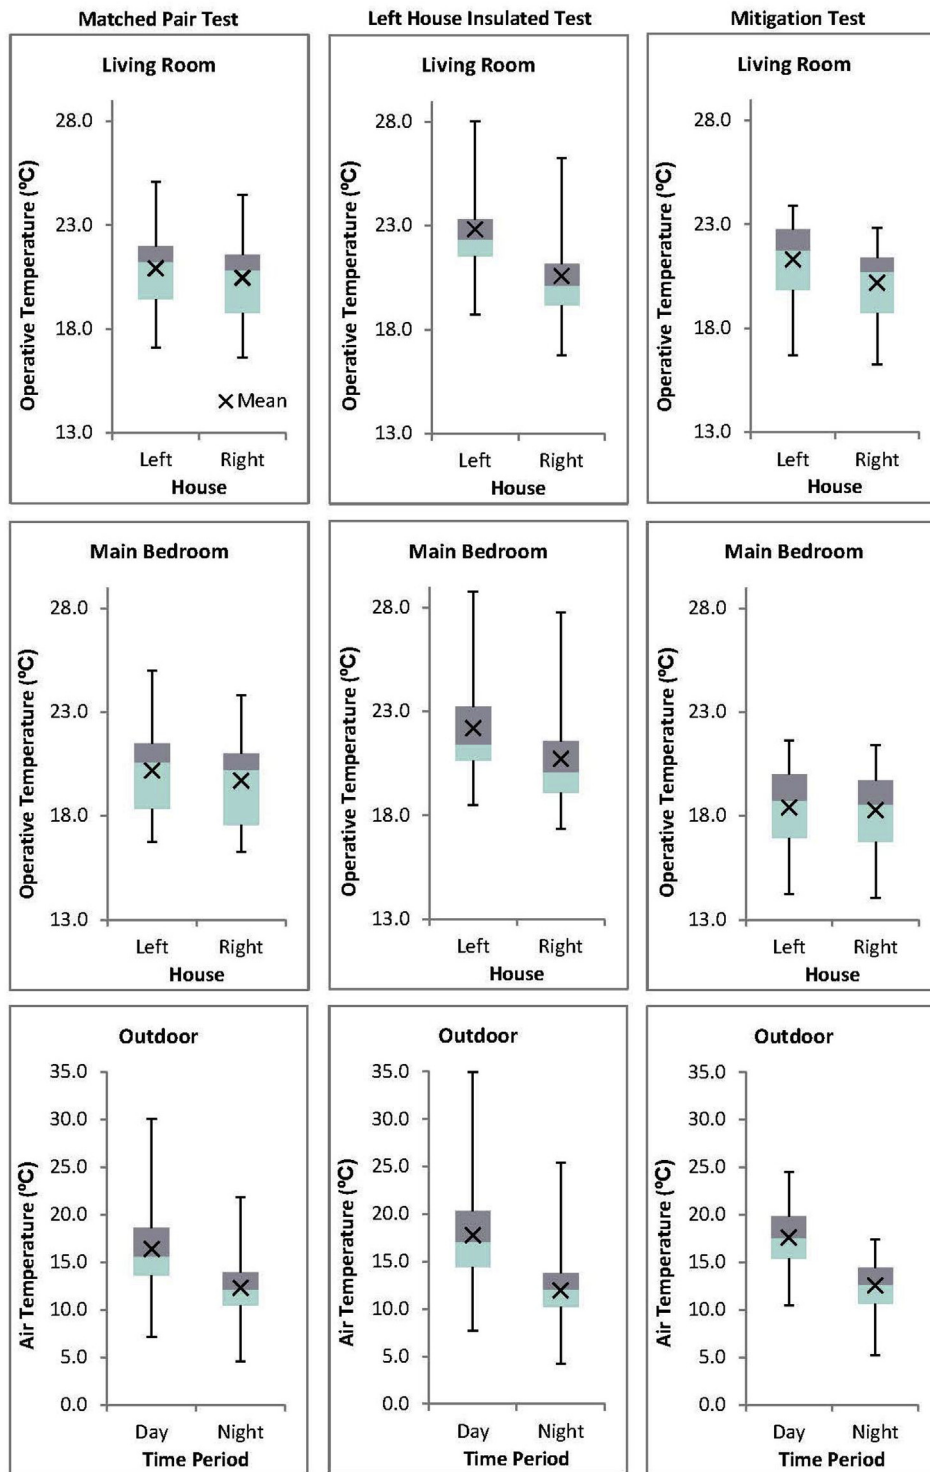 Matched Pair Test
Left House Insulated Test
Mitigation Test
Living Room
Operative Temperature (ºC)
28.0
23.0
18.0
13.0
× Mean
Left Right
House
Living Room
Operative Temperature (ºC)
28.0
23.0
18.0
13.0
Left Right
House
Living Room
Operative Temperature (ºC)
28.0
23.0
18.0
13.0
Left Right
House
Main Bedroom
Operative Temperature (ºC)
28.0
23.0
18.0
13.0
Left Right
House
Main Bedroom
Operative Temperature (ºC)
28.0
23.0
18.0
13.0
Left Right
House
Main Bedroom
Operative Temperature (ºC)
28.0
23.0
18.0
13.0
Left Right
House
Outdoor
Air Temperature (ºC)
35.0
30.0
25.0
20.0
15.0
10.0
5.0
0.0
Day Night
Time Period
Outdoor
Air Temperature (ºC)
35.0
30.0
25.0
20.0
15.0
10.0
5.0
0.0
Day Night
Time Period
Outdoor
Air Temperature (ºC)
35.0
30.0
25.0
20.0
15.0
10.0
5.0
0.0
Day Night
Time Period